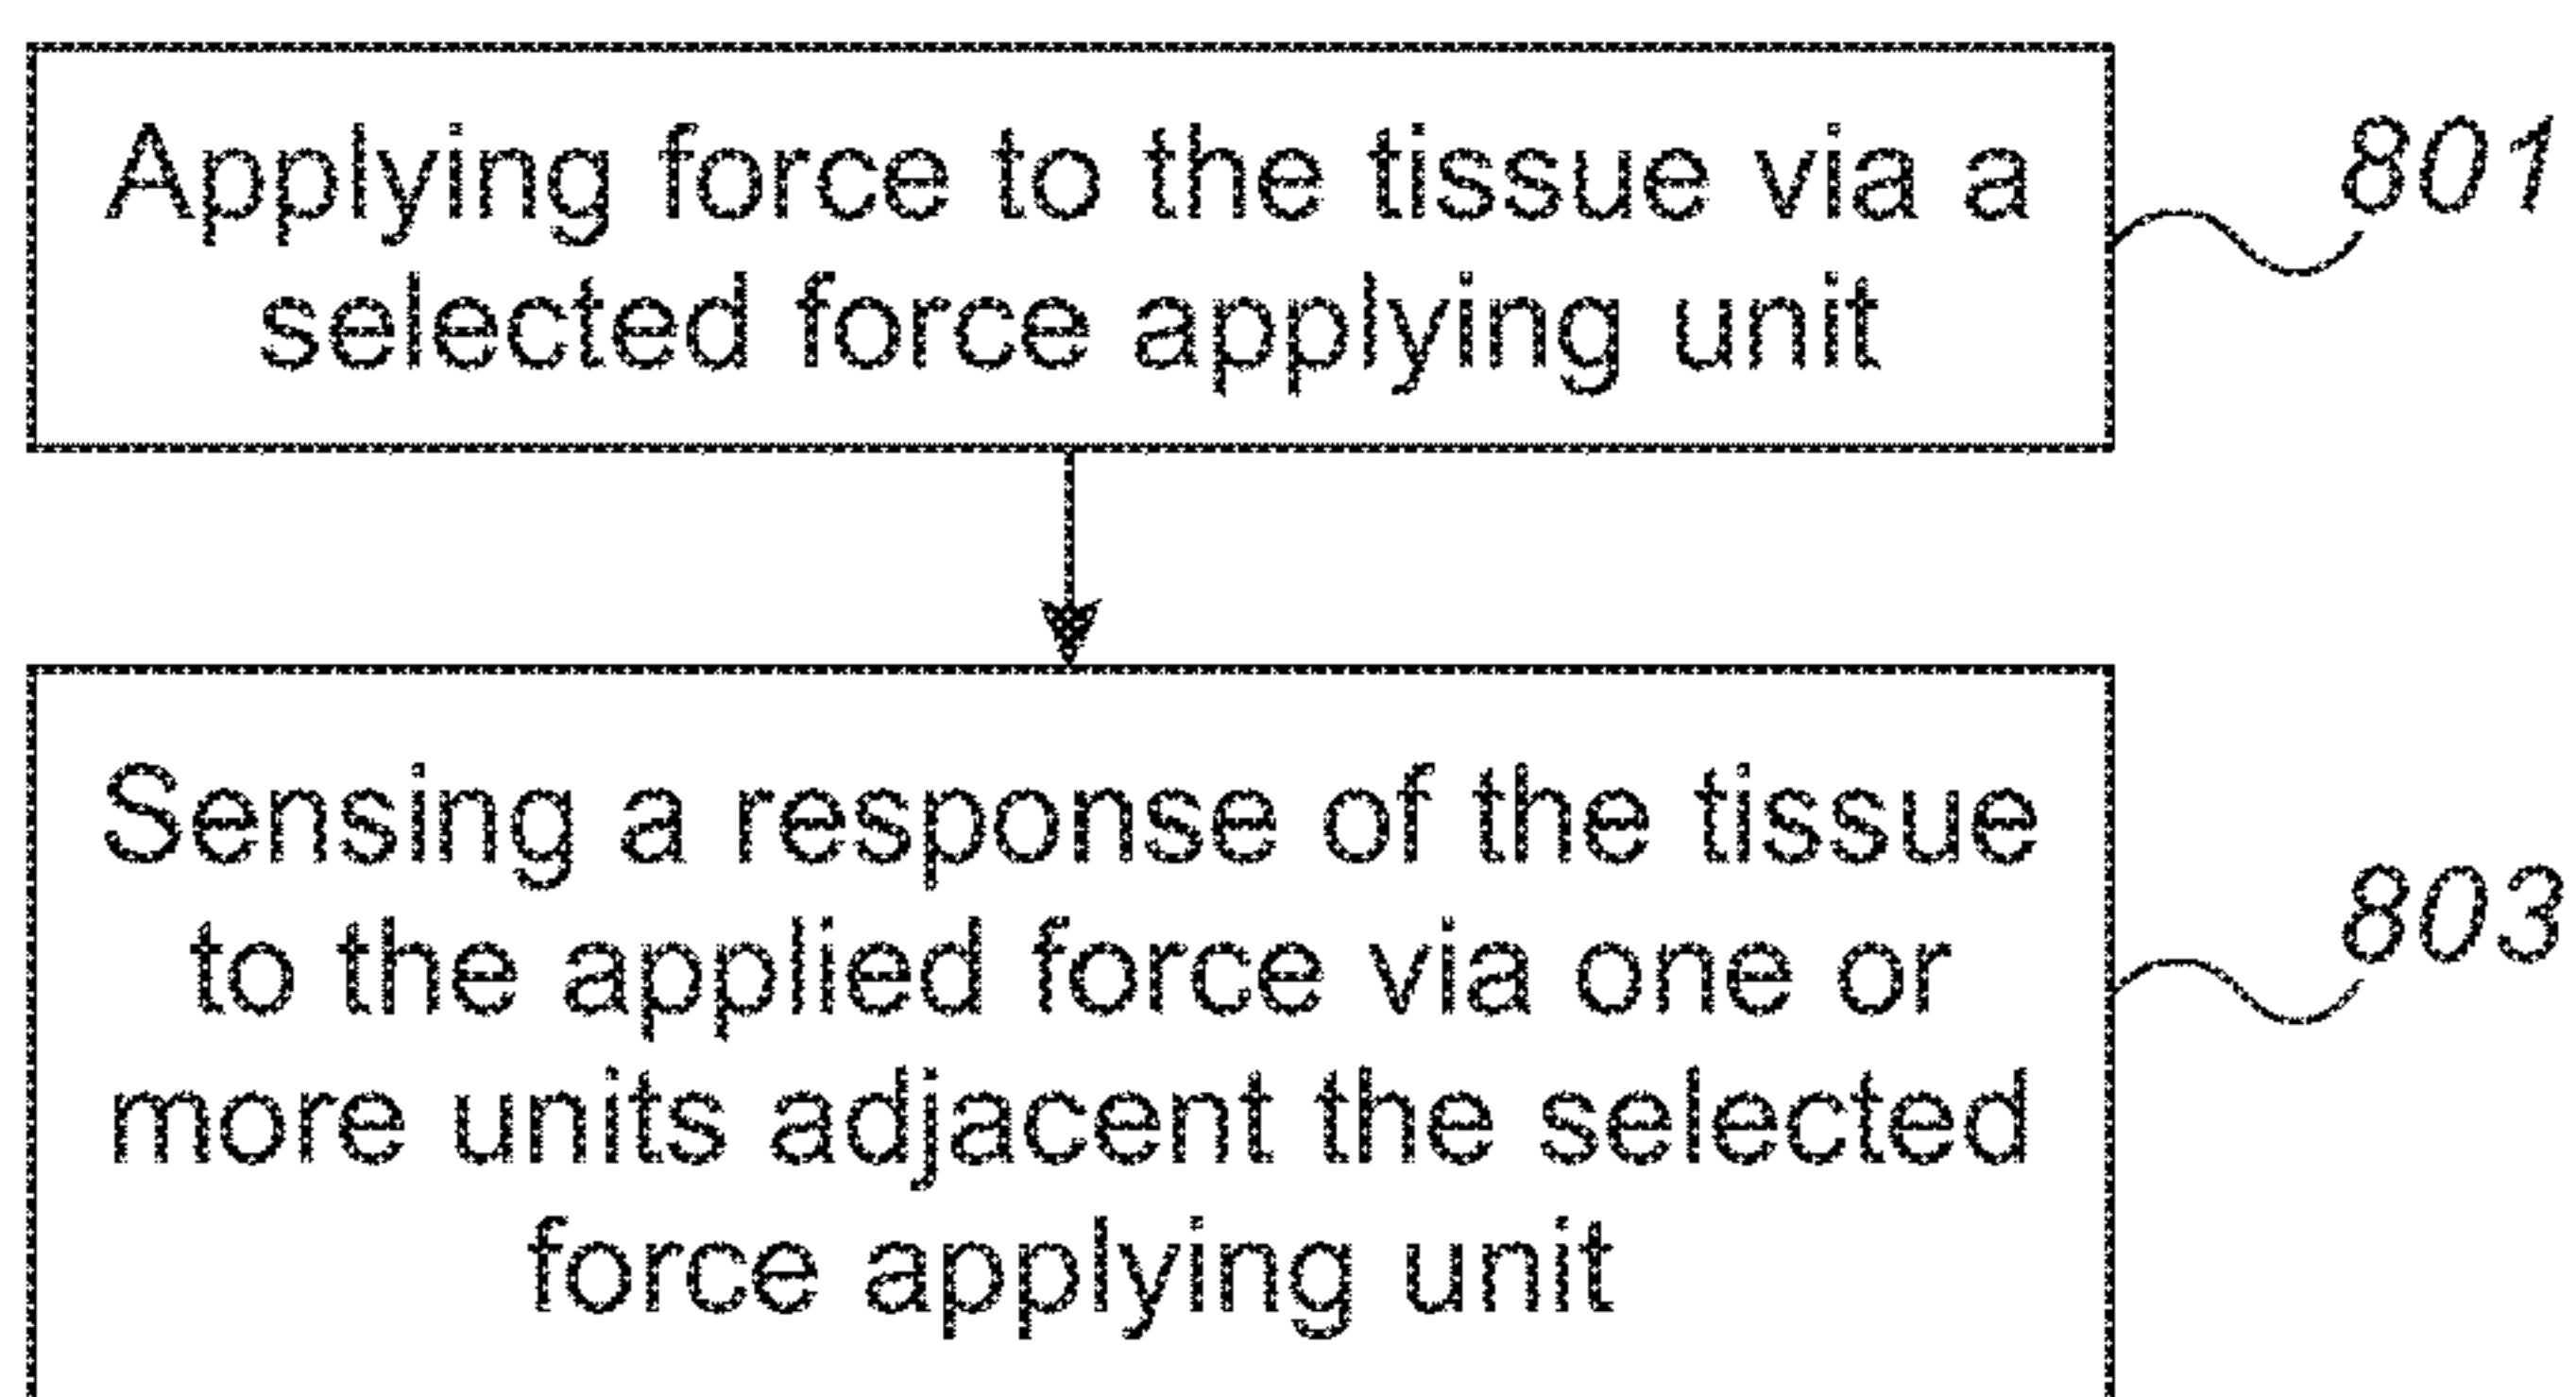 Applying force to the tissue via a
selected force applying unit
801
Sensing a response of the tissue
to the applied force via one or
more units adjacent the selected
force applying unit
803